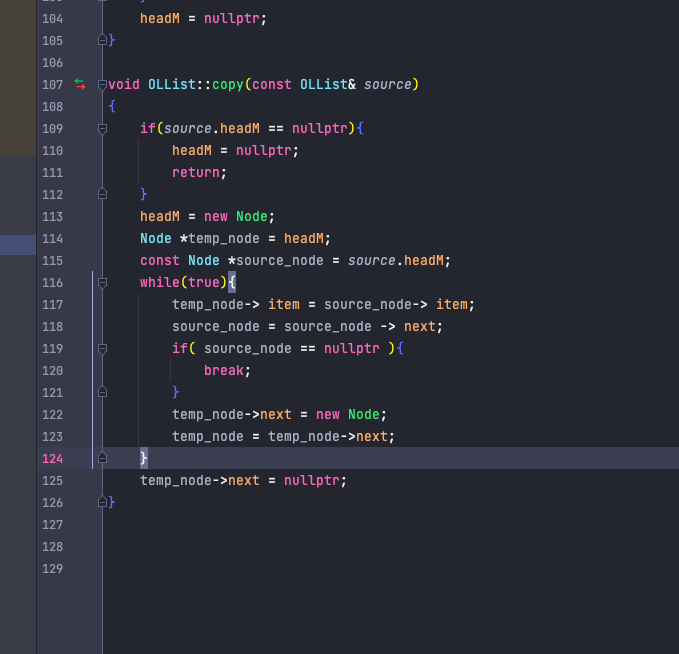 104 headM = nullptr;
105 }
106
107 void OLList::copy(const OLList& source)
108 {
109 if(source.headM == nullptr){
110 headM = nullptr;
111 return;
112 }
113 headM = new Node;
114 Node *temp_node = headM;
115 const Node *source_node = source.headM;
116 while(true){
117 temp_node-> item = source_node-> item;
118 source_node = source_node -> next;
119 if( source_node == nullptr ){
120 break;
121 }
122 temp_node->next = new Node;
123 temp_node = temp_node->next;
124 }
125 temp_node->next = nullptr;
126 }
127
128
129